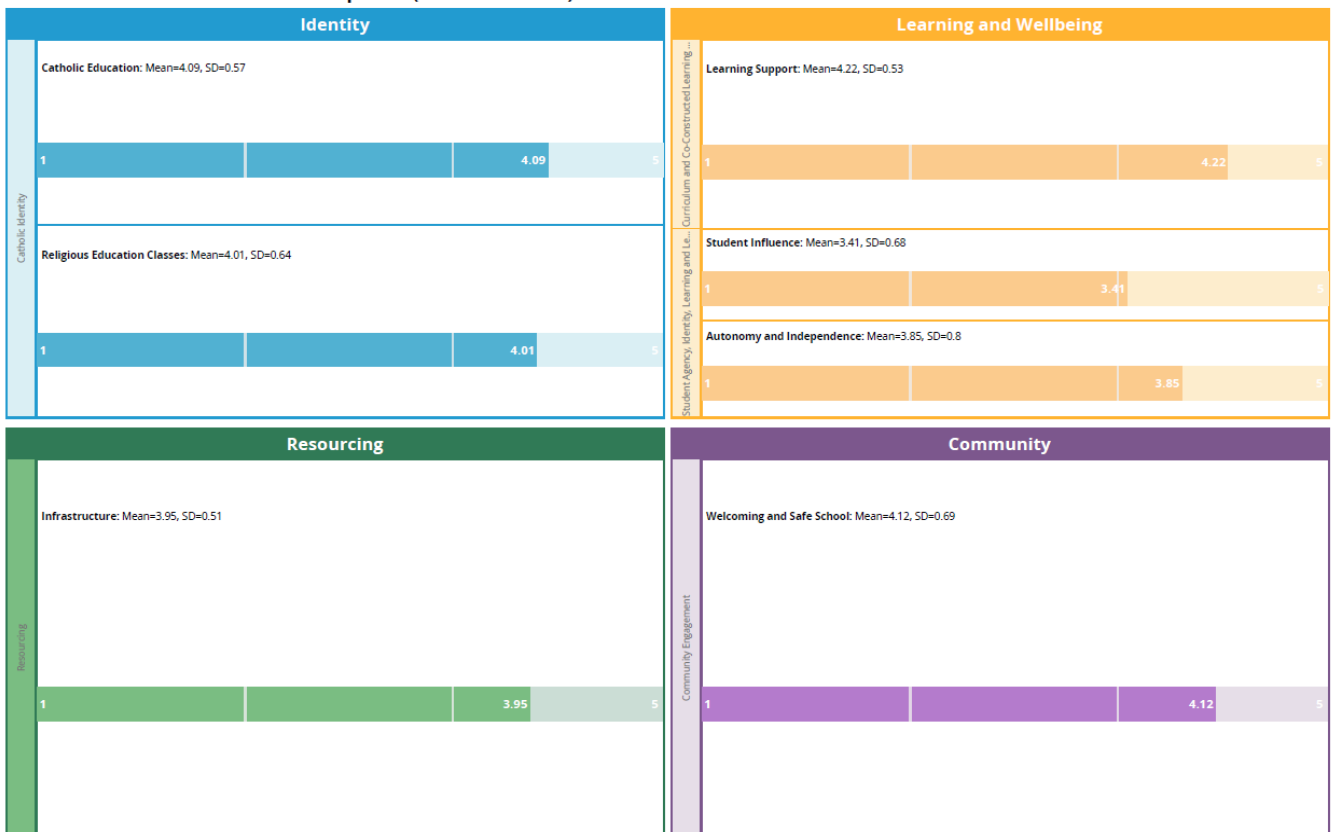 Identity
Catholic Identity
Catholic Education: Mean=4.09, SD=0.57
1 4.09 5
Religious Education Classes: Mean=4.01, SD=0.64
1 4.01 5
Learning and Wellbeing
Curriculum and Co-Constructed Learning ...
Learning Support: Mean=4.22, SD=0.53
1 4.22 5
Student Agency, Identity, Learning and Le...
Student Influence: Mean=3.41, SD=0.68
1 3.41 5
Autonomy and Independence: Mean=3.85, SD=0.8
1 3.85 5
Resourcing
Resourcing
Infrastructure: Mean=3.95, SD=0.51
1 3.95 5
Community
Community Engagement
Welcoming and Safe School: Mean=4.12, SD=0.69
1 4.12 5